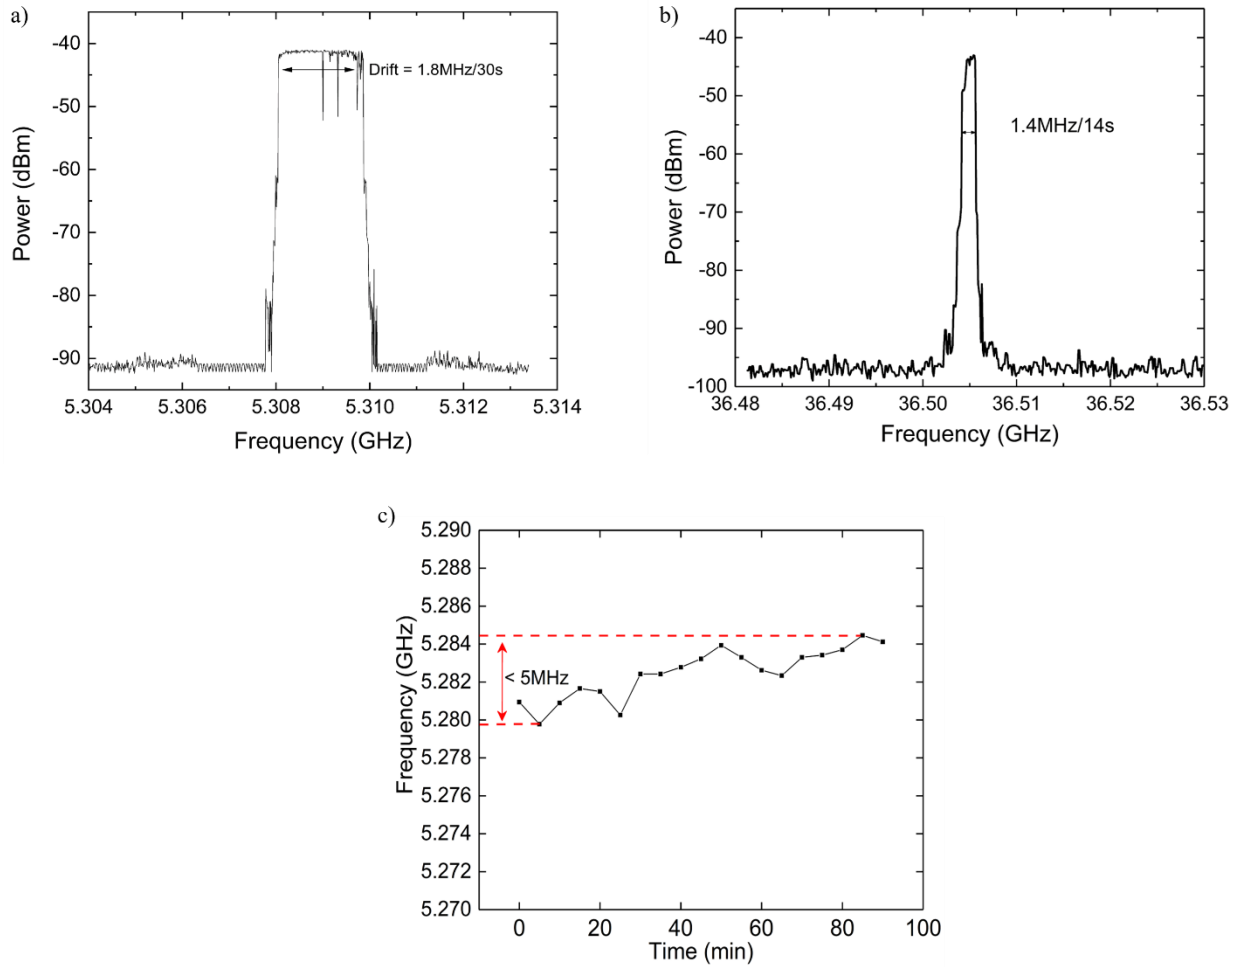 a)
-40
-50
-60
-70
-80
-90
Power (dBm)
Drift = 1.8MHz/30s
5.304 5.306 5.308 5.310 5.312 5.314
Frequency (GHz)
b)
-40
-50
-60
-70
-80
-90
-100
Power (dBm)
1.4MHz/14s
36.48 36.49 36.50 36.51 36.52 36.53
Frequency (GHz)
c)
5.290
5.288
5.286
5.284
5.282
5.280
5.278
5.276
5.274
5.272
5.270
Frequency (GHz)
< 5MHz
0 20 40 60 80 100
Time (min)